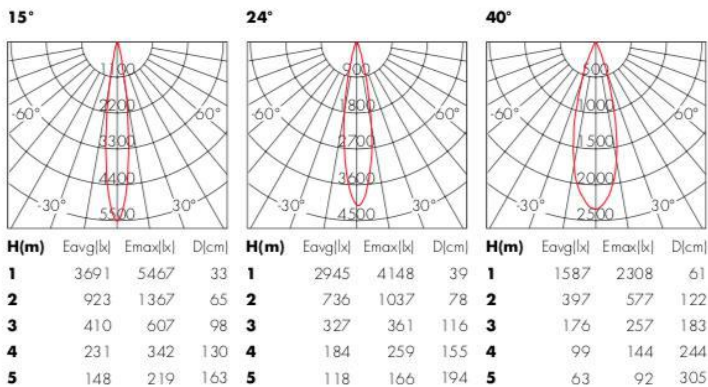 15°
1100
2200
3300
4400
5500
-60°
60°
-30°
30°
H(m) Eavg(lx) Emax(lx) D(cm)
1 3691 5467 33
2 923 1367 65
3 410 607 98
4 231 342 130
5 148 219 163
24°
900
1800
2700
3600
4500
-60°
60°
-30°
30°
H(m) Eavg(lx) Emax(lx) D(cm)
1 2945 4148 39
2 736 1037 78
3 327 361 116
4 184 259 155
5 118 166 194
40°
500
1000
1500
2000
2500
-60°
60°
-30°
30°
H(m) Eavg(lx) Emax(lx) D(cm)
1 1587 2308 61
2 397 577 122
3 176 257 183
4 99 144 244
5 63 92 305